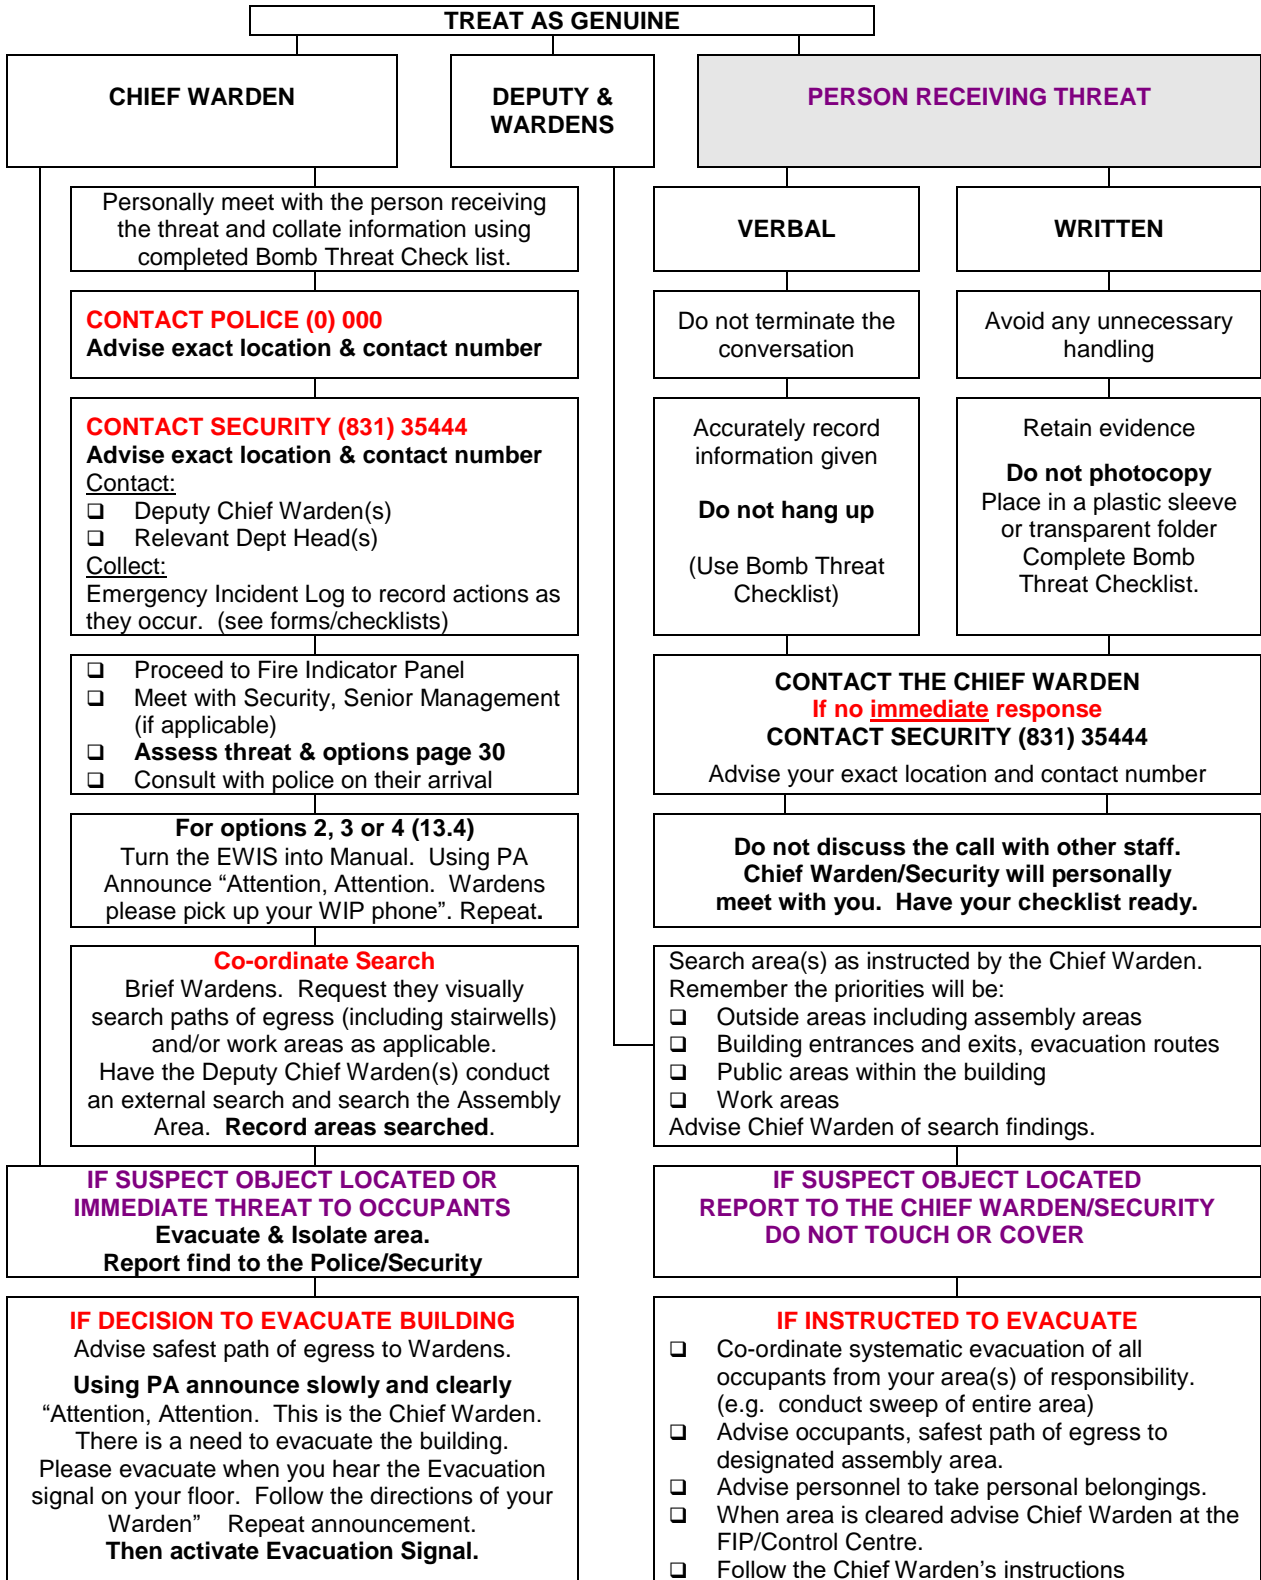 TREAT AS GENUINE
CHIEF WARDEN
DEPUTY &
WARDENS
PERSON RECEIVING THREAT
Personally meet with the person receiving
the threat and collate information using
completed Bomb Threat Check list.
CONTACT POLICE (0) 000
Advise exact location & contact number
CONTACT SECURITY (831) 35444
Advise exact location & contact number
Contact:
❑ Deputy Chief Warden(s)
❑ Relevant Dept Head(s)
Collect:
Emergency Incident Log to record actions as
they occur. (see forms/checklists)
❑ Proceed to Fire Indicator Panel
❑ Meet with Security, Senior Management
(if applicable)
❑ Assess threat & options page 30
❑ Consult with police on their arrival
For options 2, 3 or 4 (13.4)
Turn the EWIS into Manual. Using PA
Announce “Attention, Attention. Wardens
please pick up your WIP phone”. Repeat.
Co-ordinate Search
Brief Wardens. Request they visually
search paths of egress (including stairwells)
and/or work areas as applicable.
Have the Deputy Chief Warden(s) conduct
an external search and search the Assembly
Area. Record areas searched.
IF SUSPECT OBJECT LOCATED OR
IMMEDIATE THREAT TO OCCUPANTS
Evacuate & Isolate area.
Report find to the Police/Security
IF DECISION TO EVACUATE BUILDING
Advise safest path of egress to Wardens.
Using PA announce slowly and clearly
“Attention, Attention. This is the Chief Warden.
There is a need to evacuate the building.
Please evacuate when you hear the Evacuation
signal on your floor. Follow the directions of your
Warden” Repeat announcement.
Then activate Evacuation Signal.
VERBAL
Do not terminate the
conversation
Accurately record
information given
Do not hang up
(Use Bomb Threat
Checklist)
WRITTEN
Avoid any unnecessary
handling
Retain evidence
Do not photocopy
Place in a plastic sleeve
or transparent folder
Complete Bomb
Threat Checklist.
CONTACT THE CHIEF WARDEN
If no immediate response
CONTACT SECURITY (831) 35444
Advise your exact location and contact number
Do not discuss the call with other staff.
Chief Warden/Security will personally
meet with you. Have your checklist ready.
Search area(s) as instructed by the Chief Warden.
Remember the priorities will be:
❑ Outside areas including assembly areas
❑ Building entrances and exits, evacuation routes
❑ Public areas within the building
❑ Work areas
Advise Chief Warden of search findings.
IF SUSPECT OBJECT LOCATED
REPORT TO THE CHIEF WARDEN/SECURITY
DO NOT TOUCH OR COVER
IF INSTRUCTED TO EVACUATE
❑ Co-ordinate systematic evacuation of all
occupants from your area(s) of responsibility.
(e.g. conduct sweep of entire area)
❑ Advise occupants, safest path of egress to
designated assembly area.
❑ Advise personnel to take personal belongings.
❑ When area is cleared advise Chief Warden at the
FIP/Control Centre.
❑ Follow the Chief Warden’s instructions